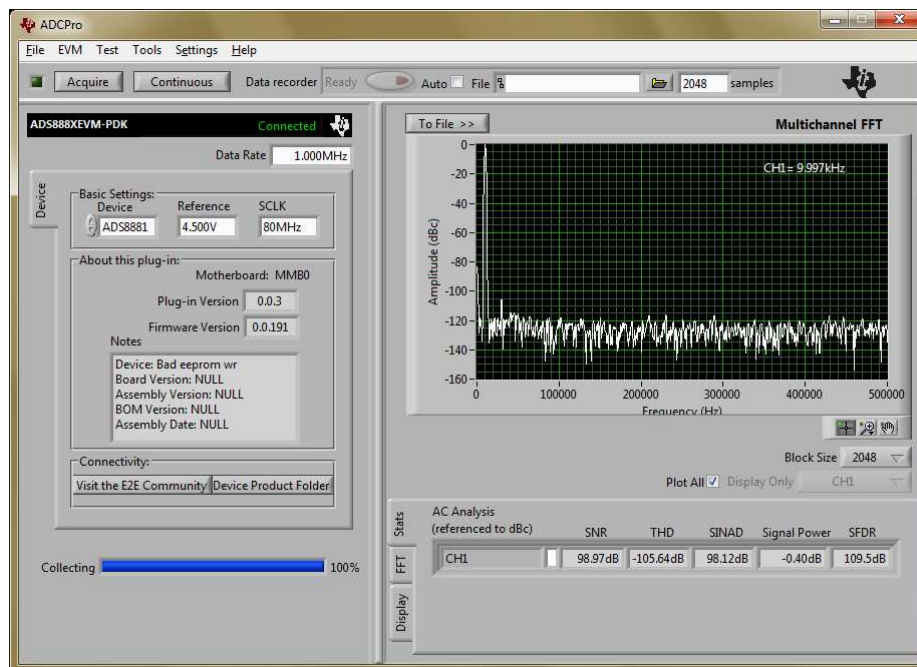 ADCPro
File EVM Test Tools Settings Help
Acquire Continuous Data recorder Ready Auto File 2048 samples
ADS888XEVM-PDK Connected
Data Rate 1.000MHz
Device
Basic Settings:
Device Reference SCLK
ADS8881 4.500V 80MHz
About this plug-in:
Motherboard: MMB0
Plug-in Version 0.0.3
Firmware Version 0.0.191
Notes
Device: Bad eeprom wr
Board Version: NULL
Assembly Version: NULL
BOM Version: NULL
Assembly Date: NULL
Connectivity:
Visit the E2E Community Device Product Folder
Collecting 100%
To File >> Multichannel FFT
CH1= 9.997kHz
Amplitude (dBc)
0-
-20-
-40-
-60-
-80-
-100-
-120-
-140-
-160-
0 100000 200000 300000 400000 500000
Frequency (Hz)
Block Size 2048
Plot All Display Only CH1
Stats
FFT
Display
AC Analysis
(referenced to dBc) SNR THD SINAD Signal Power SFDR
CH1 98.97dB -105.64dB 98.12dB -0.40dB 109.5dB